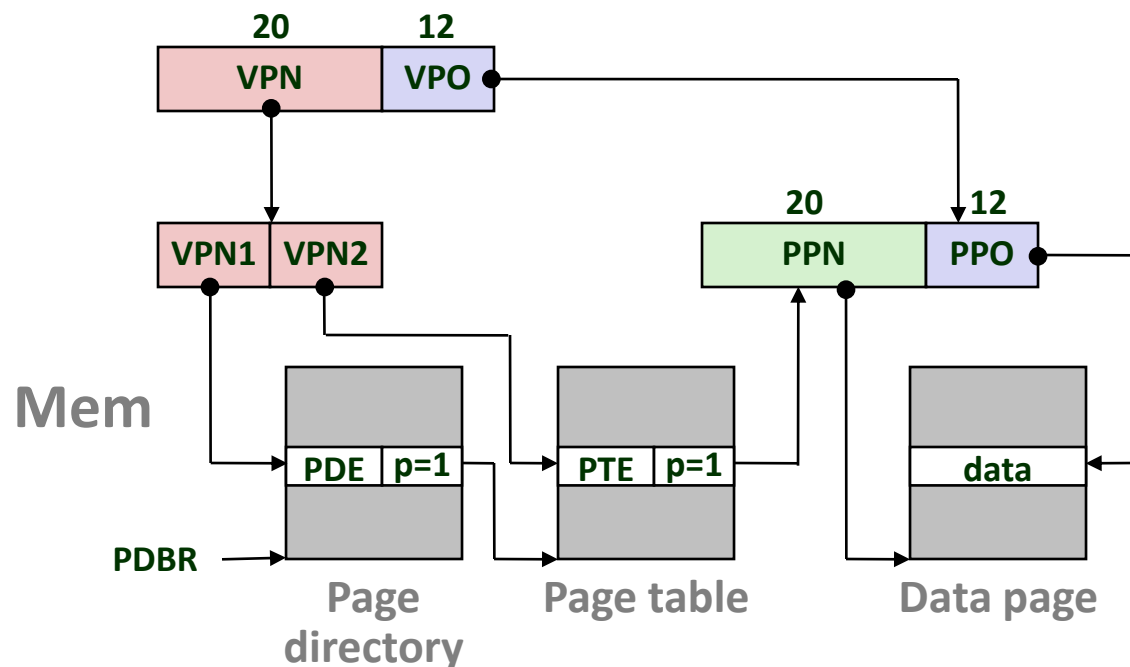 20 12
VPN VPO
20 12
VPN1 VPN2 PPN PPO
Mem
PDE p=1 PTE p=1 data
PDBR
Page directory
Page table
Data page